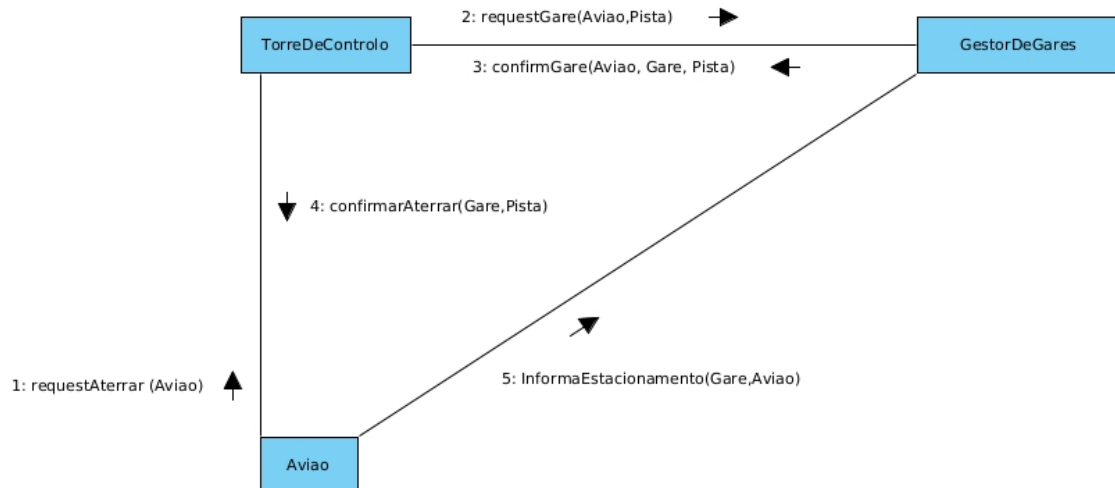 2: requestGare(Aviao,Pista)
TorreDeControlo
GestorDeGares
3: confirmGare(Aviao, Gare, Pista)
4: confirmarAterrar(Gare,Pista)
5: InformaEstacionamento(Gare,Aviao)
1: requestAterrar (Aviao)
Aviao